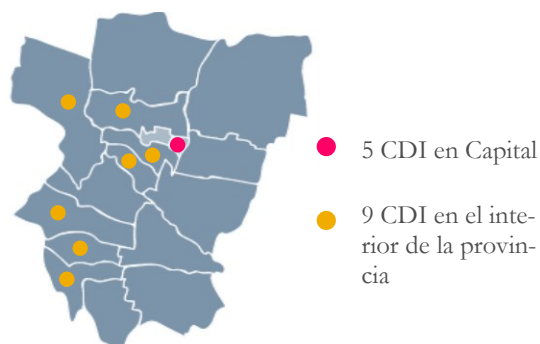 5 CDI en Capital
9 CDI en el inte-
rior de la provin-
cia